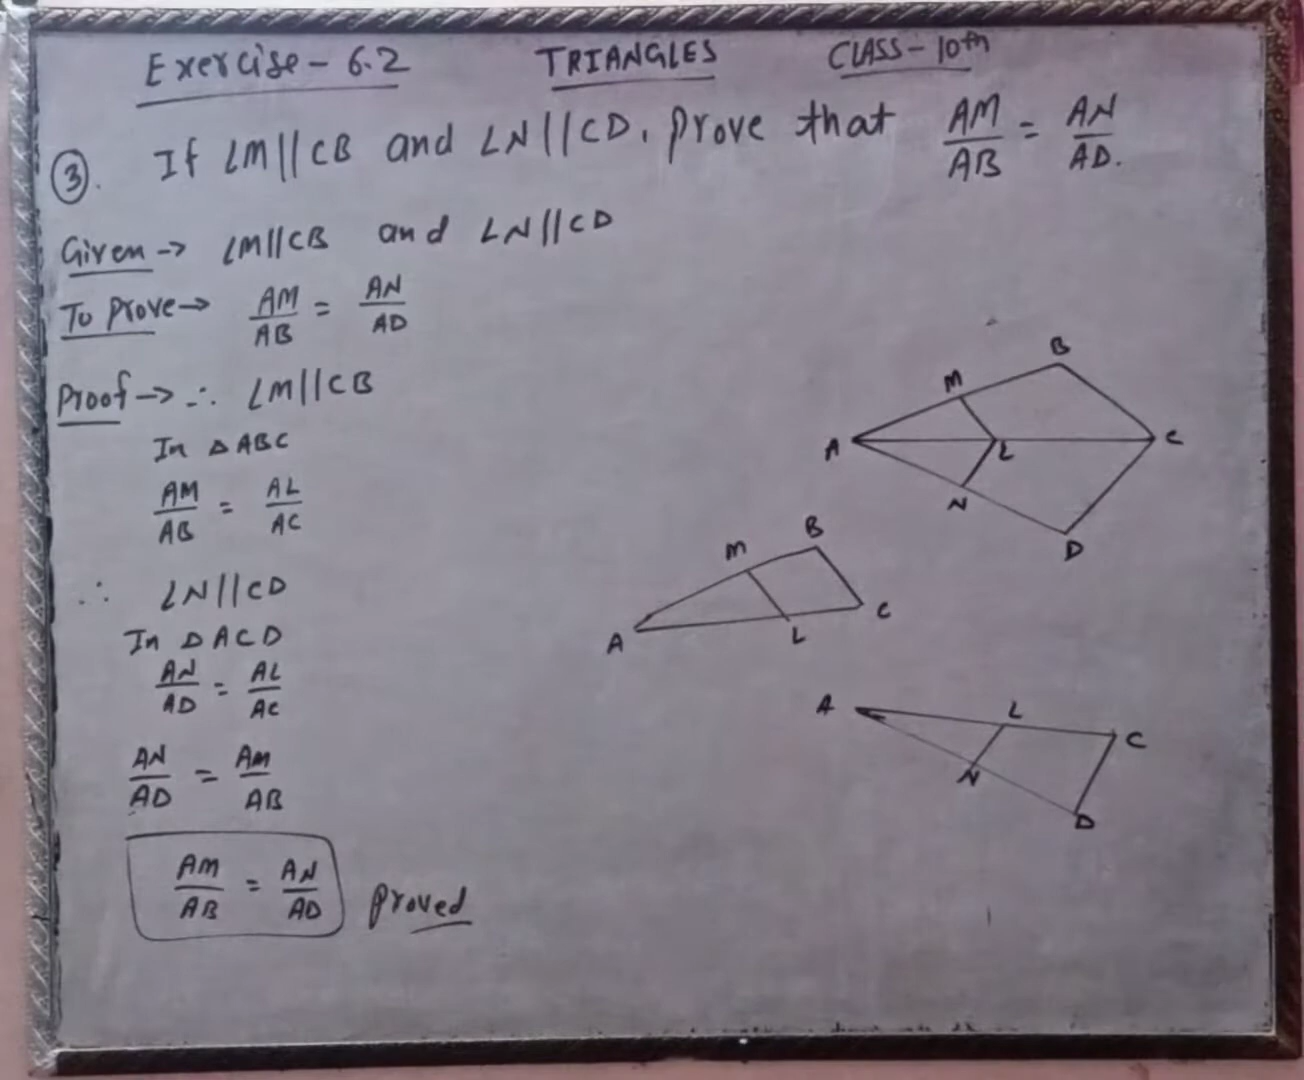 Exercise - 6.2 TRIANGLES CLASS - 10th
③. If LM||CB and LN||CD, prove that AM/AB = AN/AD.
Given → LM||CB and LN||CD
To prove → AM/AB = AN/AD
Proof → ∴ LM||CB
In △ABC
AM/AB = AL/AC
∴ LN||CD
In △ACD
AN/AD = AL/AC
AN/AD = AM/AB
AM/AB = AN/AD proved
B
M
A L C
N
D
B
M
C
A L
A L
C
N
D